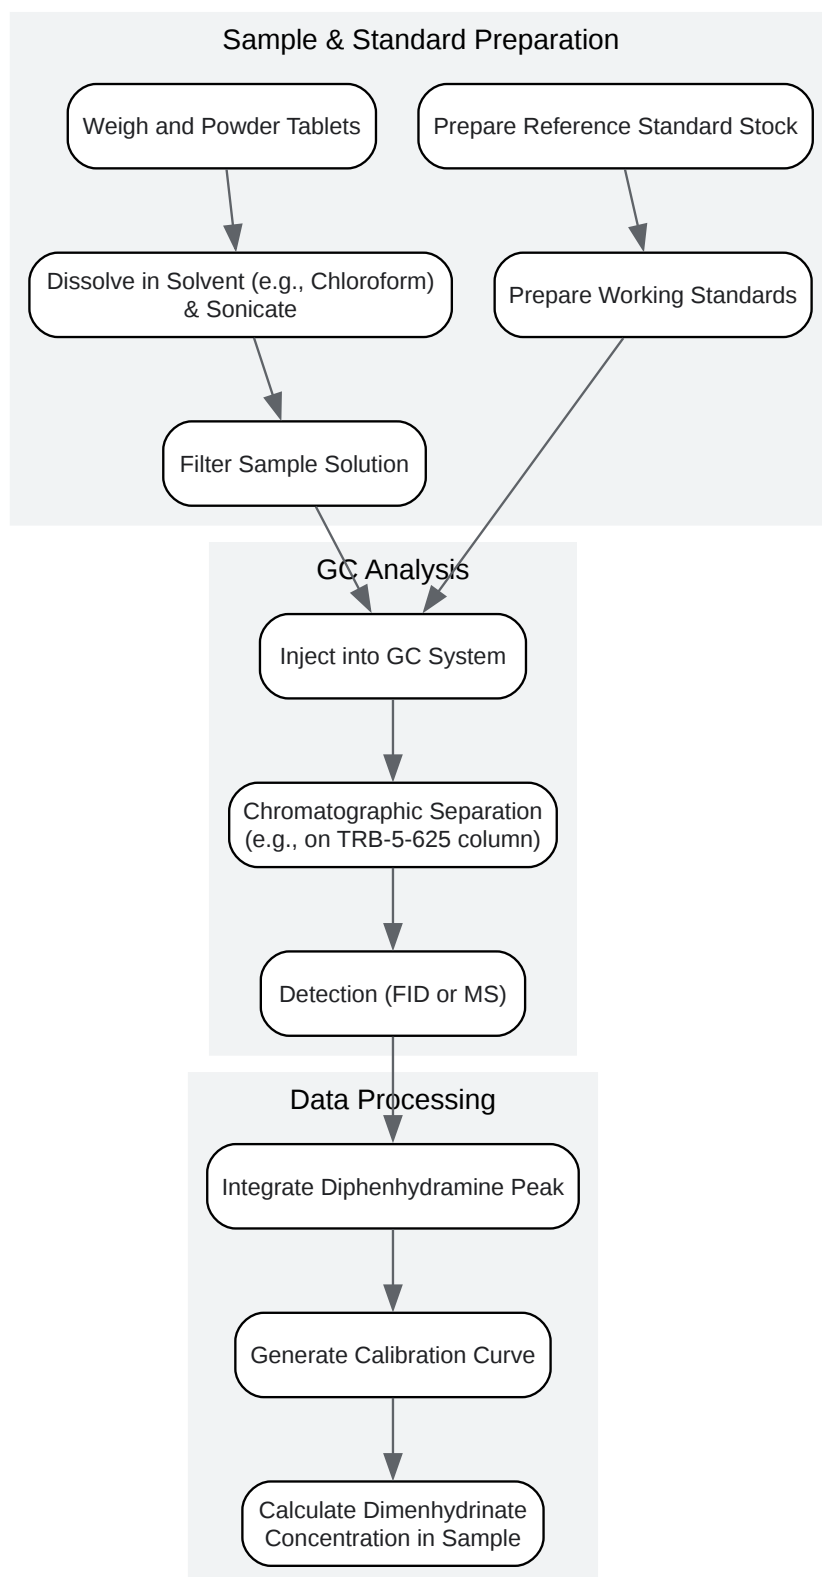 Sample & Standard Preparation
Weigh and Powder Tablets
Prepare Reference Standard Stock
Dissolve in Solvent (e.g., Chloroform)
& Sonicate
Prepare Working Standards
Filter Sample Solution
GC Analysis
Inject into GC System
Chromatographic Separation
(e.g., on TRB-5-625 column)
Detection (FID or MS)
Data Processing
Integrate Diphenhydramine Peak
Generate Calibration Curve
Calculate Dimenhydrinate
Concentration in Sample